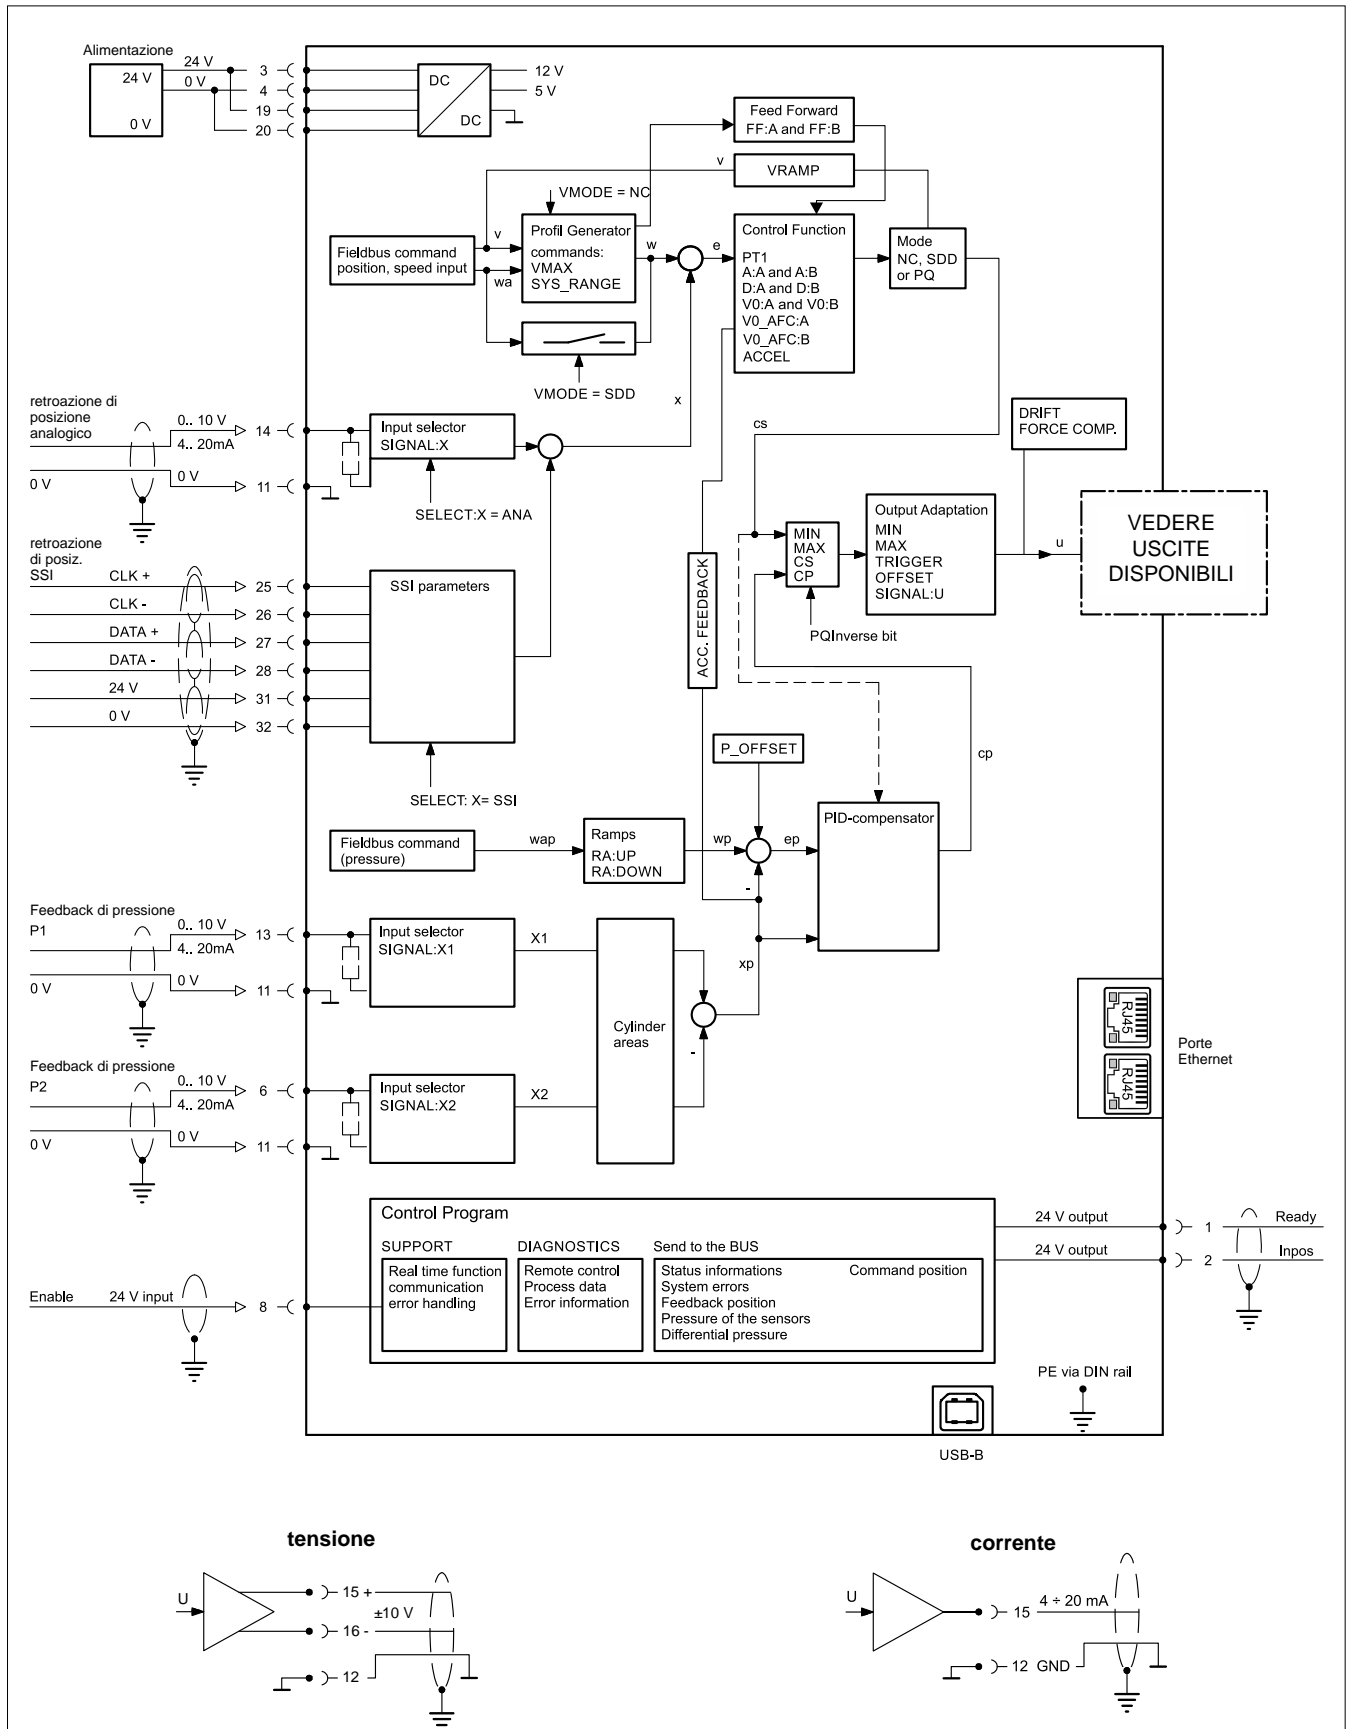 Alimentazione
24 V
0 V
24 V
0 V
3
4
19
20
DC
DC
12 V
5 V
Feed Forward
FF:A and FF:B
v
VRAMP
VMODE = NC
Fieldbus command
position, speed input
v
wa
Profil Generator
commands:
VMAX
SYS_RANGE
w
e
Control Function
PT1
A:A and A:B
D:A and D:B
V0:A and V0:B
V0_AFC:A
V0_AFC:B
ACCEL
Mode
NC, SDD
or PQ
VMODE = SDD
x
retroazione di
posizione
analogico
0.. 10 V
4.. 20mA
14
0 V
0 V
11
Input selector
SIGNAL:X
SELECT:X = ANA
cs
DRIFT
FORCE COMP.
MIN
MAX
CS
CP
Output Adaptation
MIN
MAX
TRIGGER
OFFSET
SIGNAL:U
u
VEDERE
USCITE
DISPONIBILI
PQInverse bit
retroazione
di posiz.
SSI
CLK +
25
CLK -
26
DATA +
27
DATA -
28
24 V
31
0 V
32
SSI parameters
SELECT: X= SSI
ACC. FEEDBACK
P_OFFSET
cp
Fieldbus command
(pressure)
wap
Ramps
RA:UP
RA:DOWN
wp
ep
-
PID-compensator
Feedback di pressione
P1
0.. 10 V
4.. 20mA
13
0 V
0 V
11
Input selector
SIGNAL:X1
X1
xp
Cylinder
areas
-
Feedback di pressione
P2
0.. 10 V
4.. 20mA
6
0 V
0 V
11
Input selector
SIGNAL:X2
X2
RJ45
RJ45
Porte
Ethernet
Control Program
SUPPORT
Real time function
communication
error handling
DIAGNOSTICS
Remote control
Process data
Error information
Send to the BUS
Status informations
Command position
System errors
Feedback position
Pressure of the sensors
Differential pressure
24 V output
1
Ready
24 V output
2
Inpos
Enable
24 V input
8
PE via DIN rail
USB-B
tensione
U
15 +
±10 V
16 -
12
corrente
U
15
4 ÷ 20 mA
12 GND